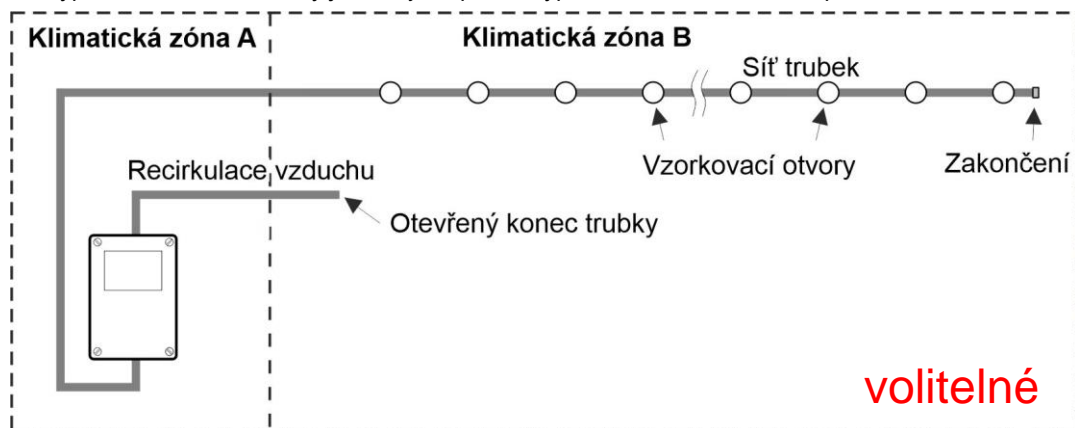 Klimatická zóna A
Klimatická zóna B
Síť trubek
Recirkulace vzduchu
Vzorkovací otvory
Zakončení
Otevřený konec trubky
volitelné